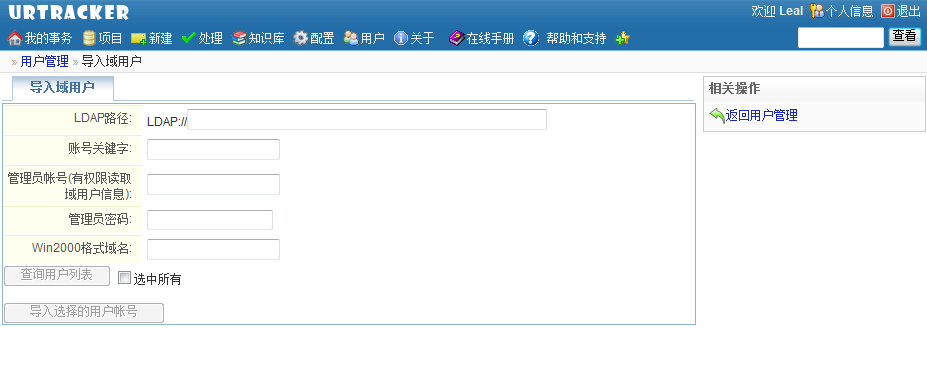 URTRACKER
欢迎 Leal 个人信息 退出
我的事务 项目 新建 处理 知识库 配置 用户 关于 在线手册 帮助和支持 查看
» 用户管理 » 导入域用户
导入域用户
LDAP路径: LDAP://
账号关键字:
管理员帐号(有权限读取
域用户信息):
管理员密码:
Win2000格式域名:
查询用户列表 选中所有
导入选择的用户帐号
相关操作
返回用户管理